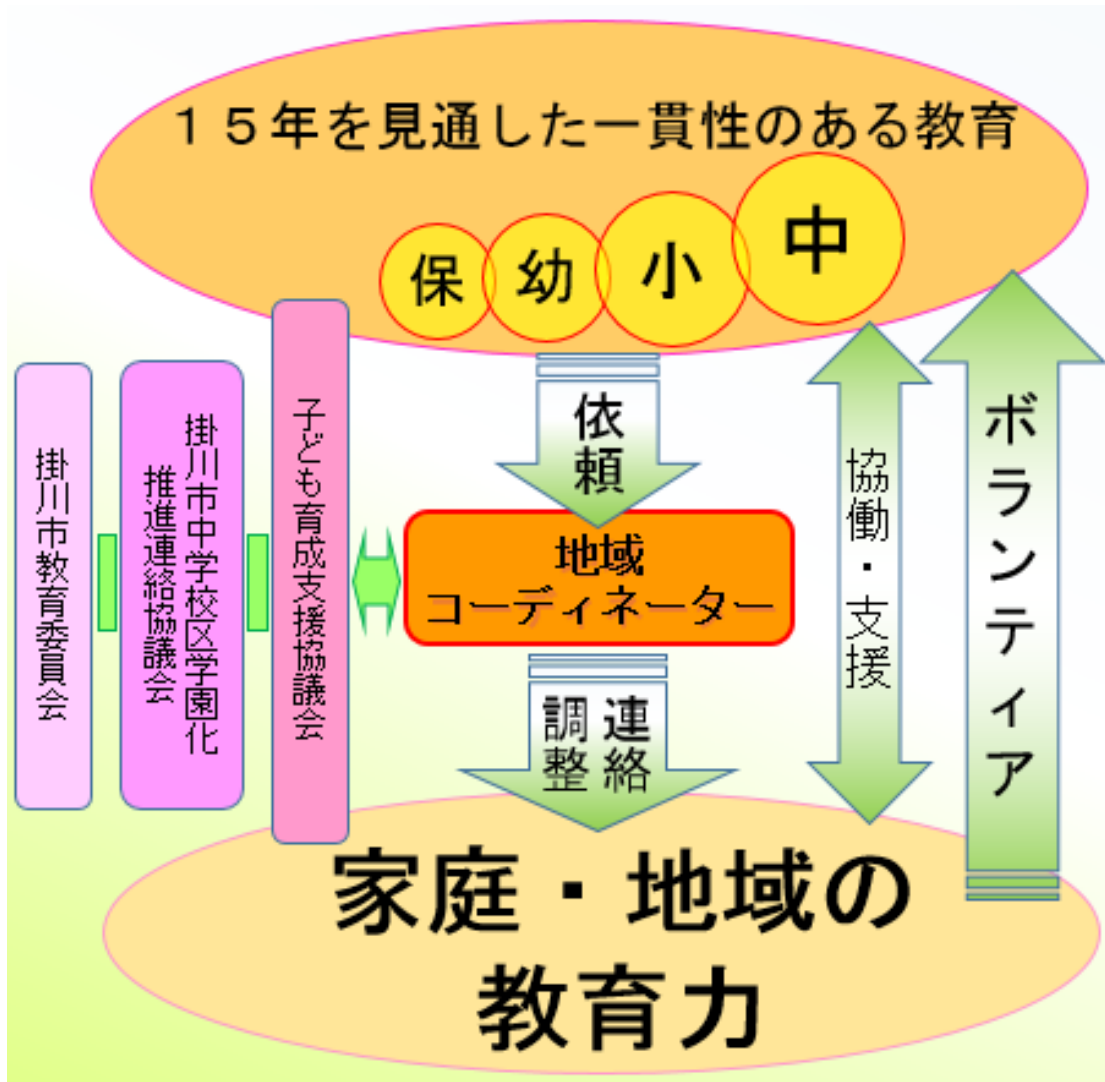 １５年を見通した一貫性のある教育
保
幼
小
中
掛川市教育委員会
掛川市中学校区学園化
推進連絡協議会
子ども育成支援協議会
依
頼
地域
コーディネーター
連絡
調整
協働・支援
ボランティア
家庭・地域の
教育力